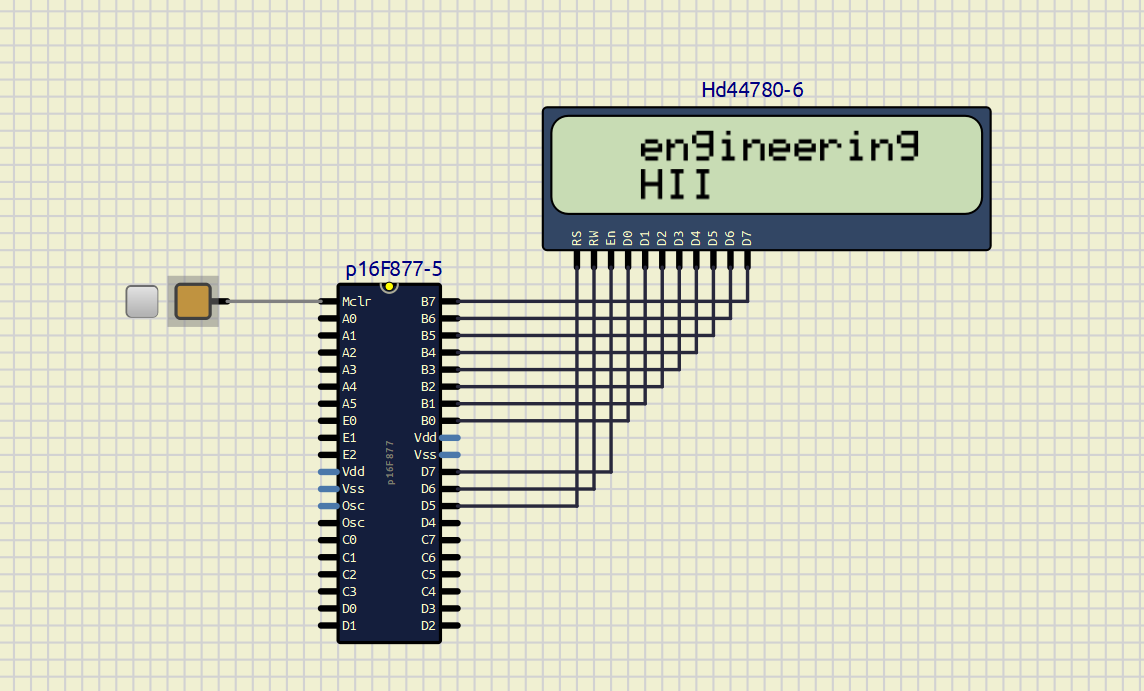 Hd44780-6
engineering
HII
RS RW En D0 D1 D2 D3 D4 D5 D6 D7
p16F877-5
Mclr B7
A0 B6
A1 B5
A2 B4
A3 B3
A4 B2
A5 B1
E0 B0
E1 Vdd
E2 Vss
Vdd D7
Vss D6
Osc D5
Osc D4
C0 C7
C1 C6
C2 C5
C3 C4
D0 D3
D1 D2
p16F877